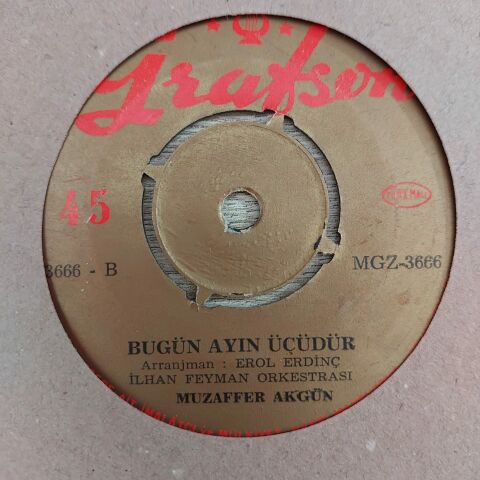 Grafson
45
3666 - B
MGZ-3666
BUGÜN AYIN ÜÇÜDÜR
Arranjman : EROL ERDİNÇ
İLHAN FEYMAN ORKESTRASI
MUZAFFER AKGÜN